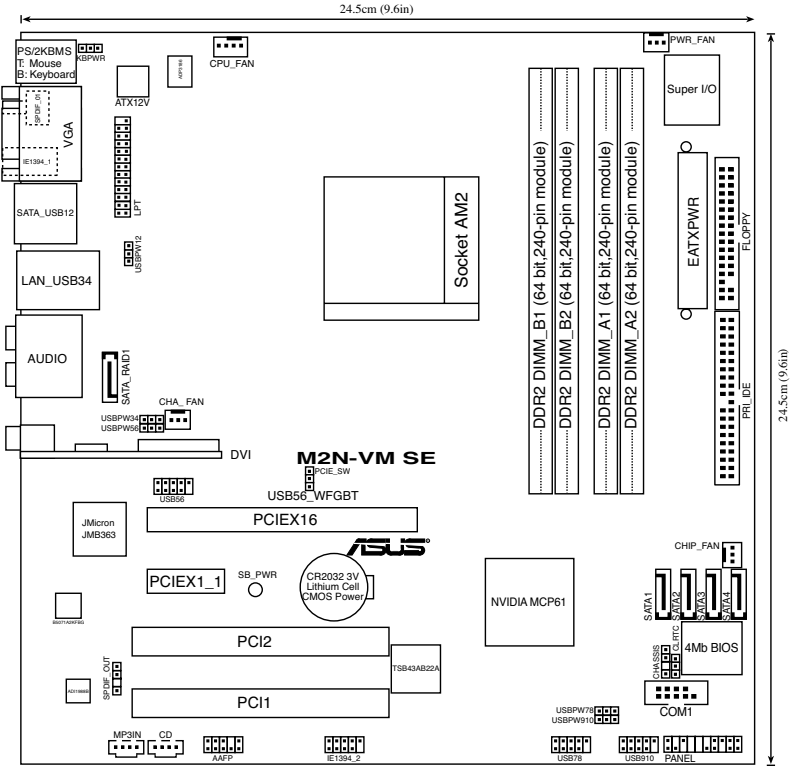 24.5cm (9.6in)
PS/2KBMS
T: Mouse
B: Keyboard
KBPWR
CPU_FAN
PWR_FAN
ATX12V
Super I/O
SPDIF_O1
VGA
IE1394_1
LPT
SATA_USB12
USBPW12
LAN_USB34
Socket AM2
DDR2 DIMM_B1 (64 bit,240-pin module)
DDR2 DIMM_B2 (64 bit,240-pin module)
DDR2 DIMM_A1 (64 bit,240-pin module)
DDR2 DIMM_A2 (64 bit,240-pin module)
EATXPWR
FLOPPY
PRI_IDE
24.5cm (9.6in)
AUDIO
SATA_RAID1
CHA_ FAN
USBPW34
USBPW56
DVI
M2N-VM SE
PCIE_SW
USB56_WFGBT
USB56
PCIEX16
JMicron
JMB363
ASUS
CHIP_FAN
PCIEX1_1
SB_PWR
CR2032 3V
Lithium Cell
CMOS Power
NVIDIA MCP61
SATA1
SATA2
SATA3
SATA4
PCI2
TSB43AB22A
CHASSIS
CLRTC
4Mb BIOS
SPDIF_OUT
PCI1
COM1
USBPW78
USBPW910
MP3IN
CD
AAFP
IE1394_2
USB78
USB910
PANEL